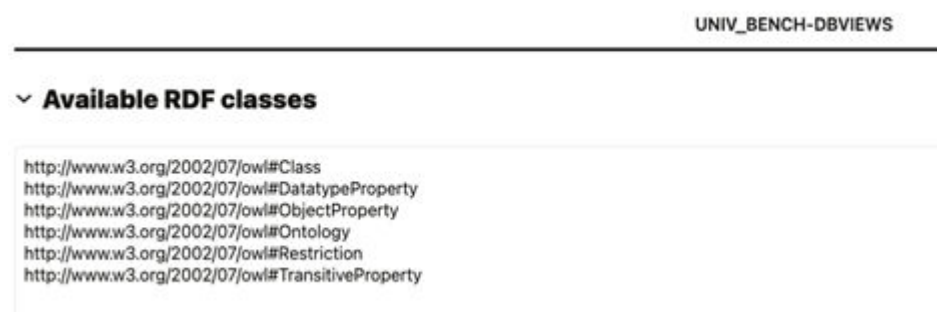 UNIV_BENCH-DBVIEWS
Available RDF classes
http://www.w3.org/2002/07/owl#Class
http://www.w3.org/2002/07/owl#DatatypeProperty
http://www.w3.org/2002/07/owl#ObjectProperty
http://www.w3.org/2002/07/owl#Ontology
http://www.w3.org/2002/07/owl#Restriction
http://www.w3.org/2002/07/owl#TransitiveProperty